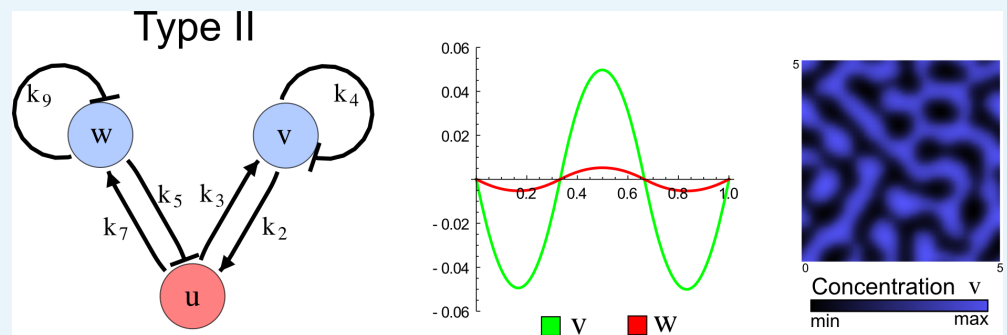 Type II
k9
k4
w
v
k5
k3
k7
k2
u
0.06
0.04
0.02
0.2
0.4
0.6
0.8
1.0
- 0.02
- 0.04
- 0.06
v
w
5
0
5
Concentration v
min
max